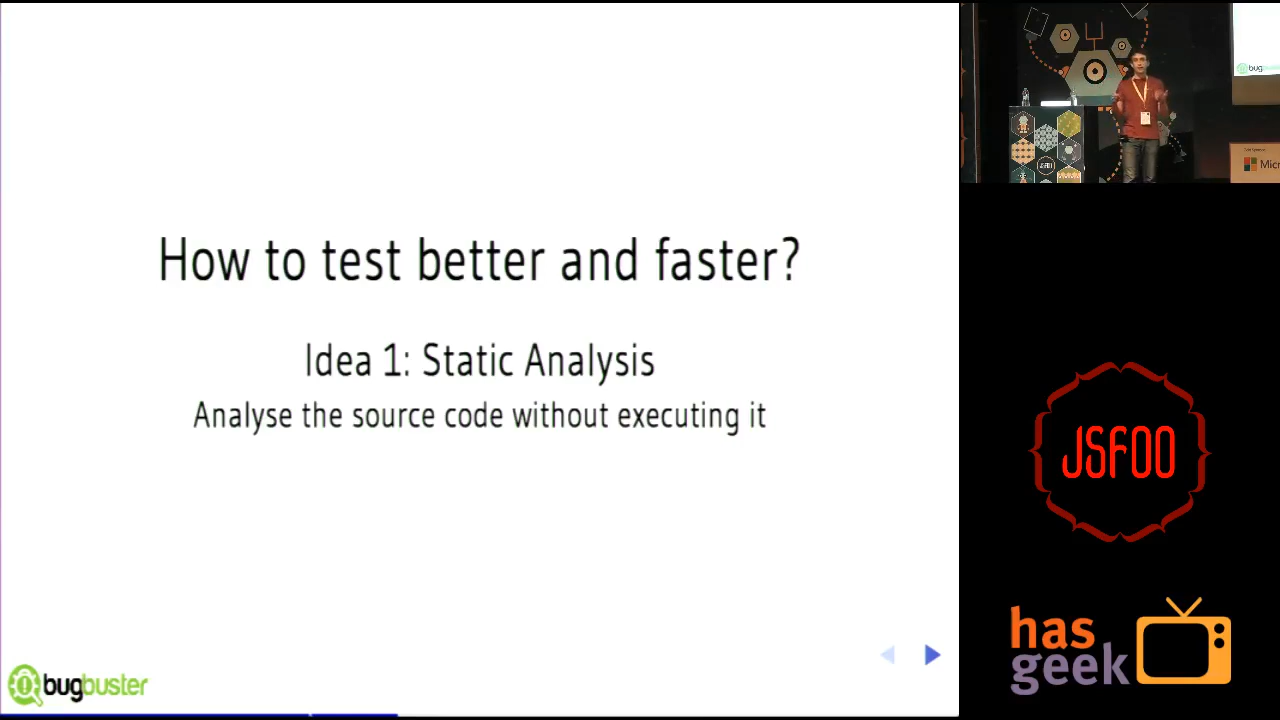 How to test better and faster?
Idea 1: Static Analysis
Analyse the source code without executing it
bugbuster
JSFOO
has
geek